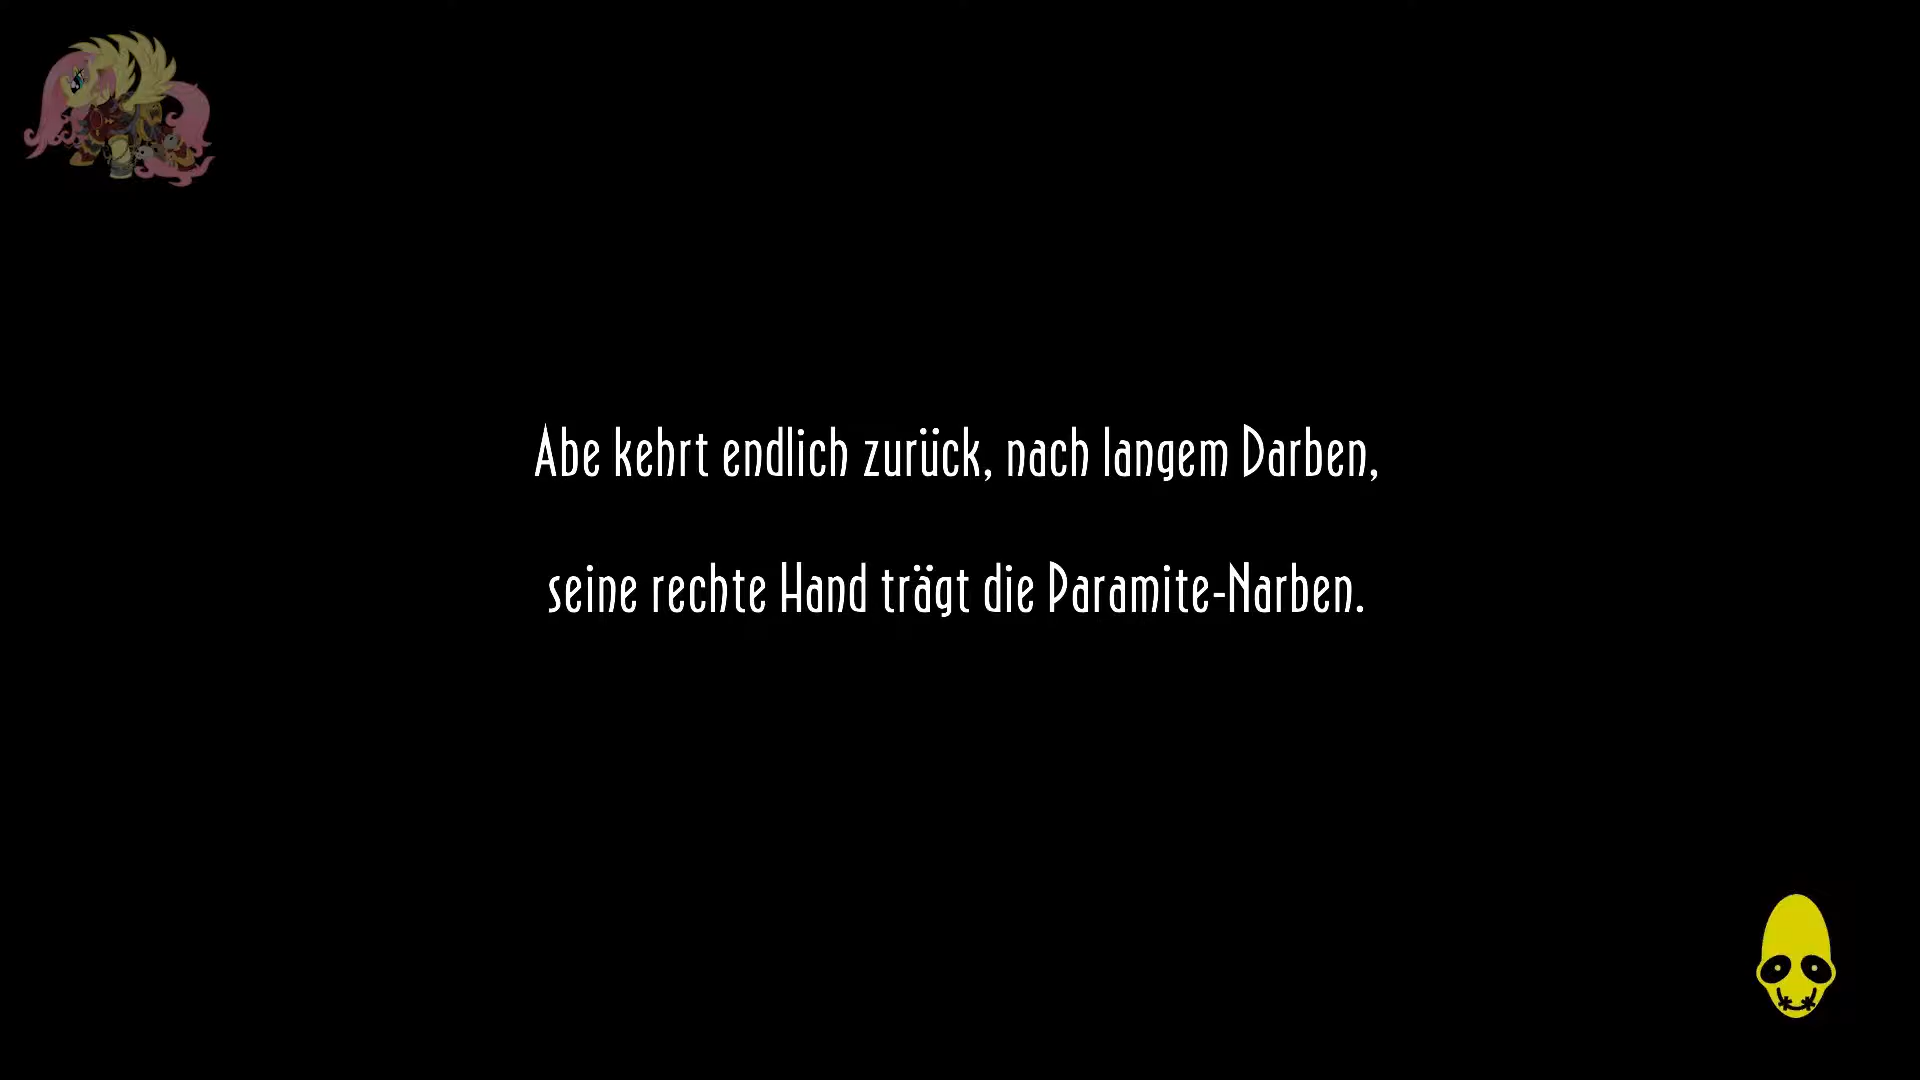 Abe kehrt endlich zurück, nach langem Darben,
seine rechte Hand trägt die Paramite-Narben.